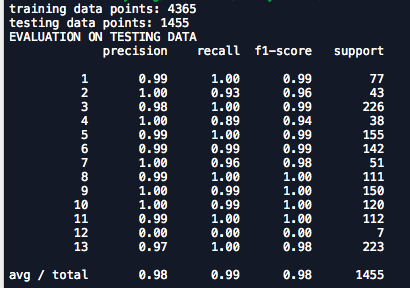 training data points: 4365
testing data points: 1455
EVALUATION ON TESTING DATA
precision recall f1-score support
1 0.99 1.00 0.99 77
2 1.00 0.93 0.96 43
3 0.98 1.00 0.99 226
4 1.00 0.89 0.94 38
5 0.99 1.00 0.99 155
6 0.99 0.99 0.99 142
7 1.00 0.96 0.98 51
8 0.99 1.00 1.00 111
9 1.00 0.99 1.00 150
10 1.00 0.99 1.00 120
11 0.99 1.00 1.00 112
12 0.00 0.00 0.00 7
13 0.97 1.00 0.98 223
avg / total 0.98 0.99 0.98 1455